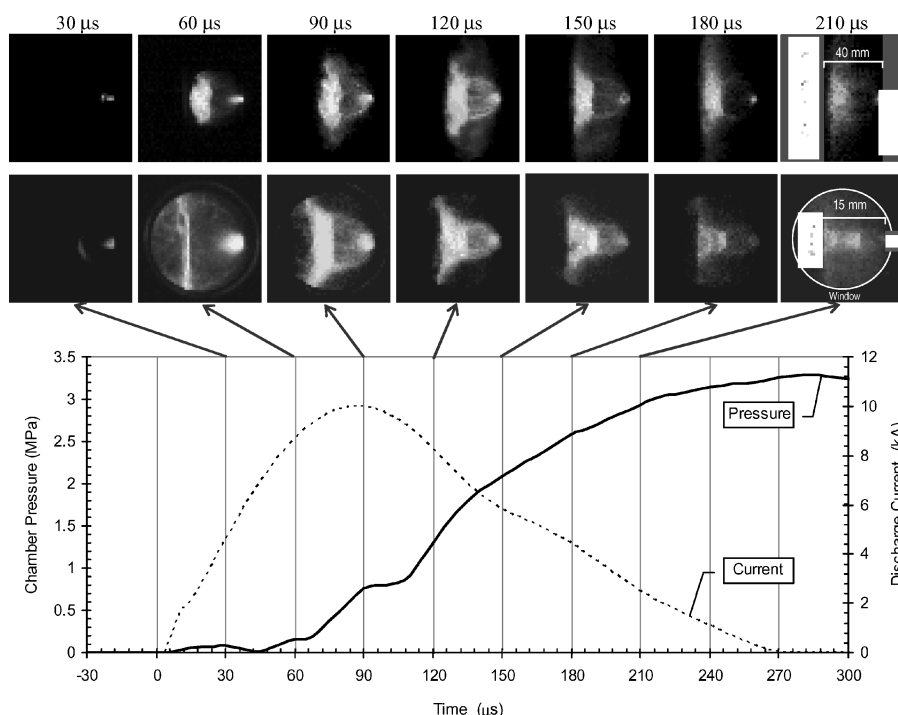 30 µs 60 µs 90 µs 120 µs 150 µs 180 µs 210 µs
40 mm
15 mm
Window
3.5
3
2.5
2
1.5
1
0.5
0
Chamber Pressure (MPa)
12
10
8
6
4
2
0
Discharge Current (kA)
Pressure
Current
-30 0 30 60 90 120 150 180 210 240 270 300
Time (µs)